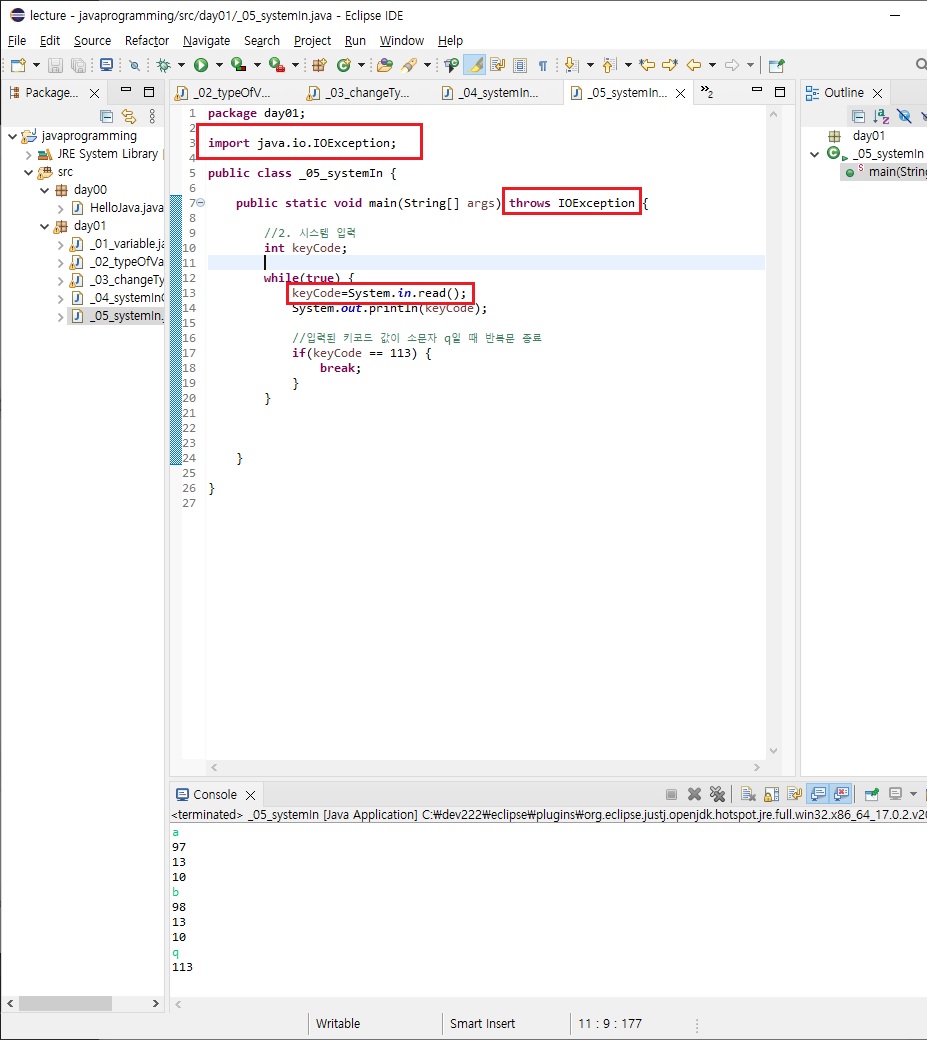 lecture - javaprogramming/src/day01/_05_systemIn.java - Eclipse IDE
File Edit Source Refactor Navigate Search Project Run Window Help
Package...
_02_typeOfV...
_03_changeTy...
_04_systemIn...
_05_systemIn...
»2
Outline
javaprogramming
JRE System Library
src
day00
HelloJava.java
day01
_01_variable.ja
_02_typeOfVa
_03_changeTy
_04_systemInO
_05_systemIn.
1 package day01;
2
3 import java.io.IOException;
4
5 public class _05_systemIn {
6
7 public static void main(String[] args) throws IOException {
8
9 //2. 시스템 입력
10 int keyCode;
11
12 while(true) {
13 keyCode=System.in.read();
14 System.out.println(keyCode);
15
16 //입력된 키코드 값이 소문자 q일 때 반복문 종료
17 if(keyCode == 113) {
18 break;
19 }
20 }
21
22
23
24 }
25
26 }
27
day01
_05_systemIn
main(String
Console
<terminated> _05_systemIn [Java Application] C:₩dev222₩eclipse₩plugins₩org.eclipse.justj.openjdk.hotspot.jre.full.win32.x86_64_17.0.2.v20
a
97
13
10
b
98
13
10
q
113
Writable
Smart Insert
11 : 9 : 177